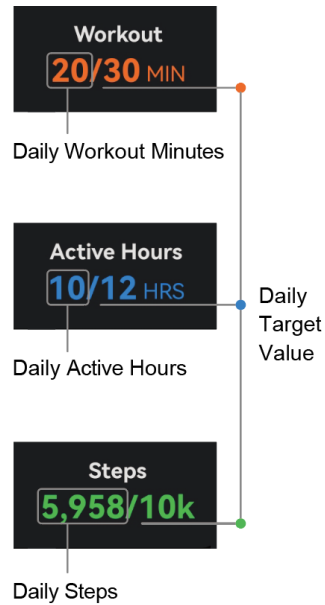 Workout
20/30 MIN
Daily Workout Minutes
Active Hours
10/12 HRS
Daily
Target
Value
Daily Active Hours
Steps
5,958/10k
Daily Steps